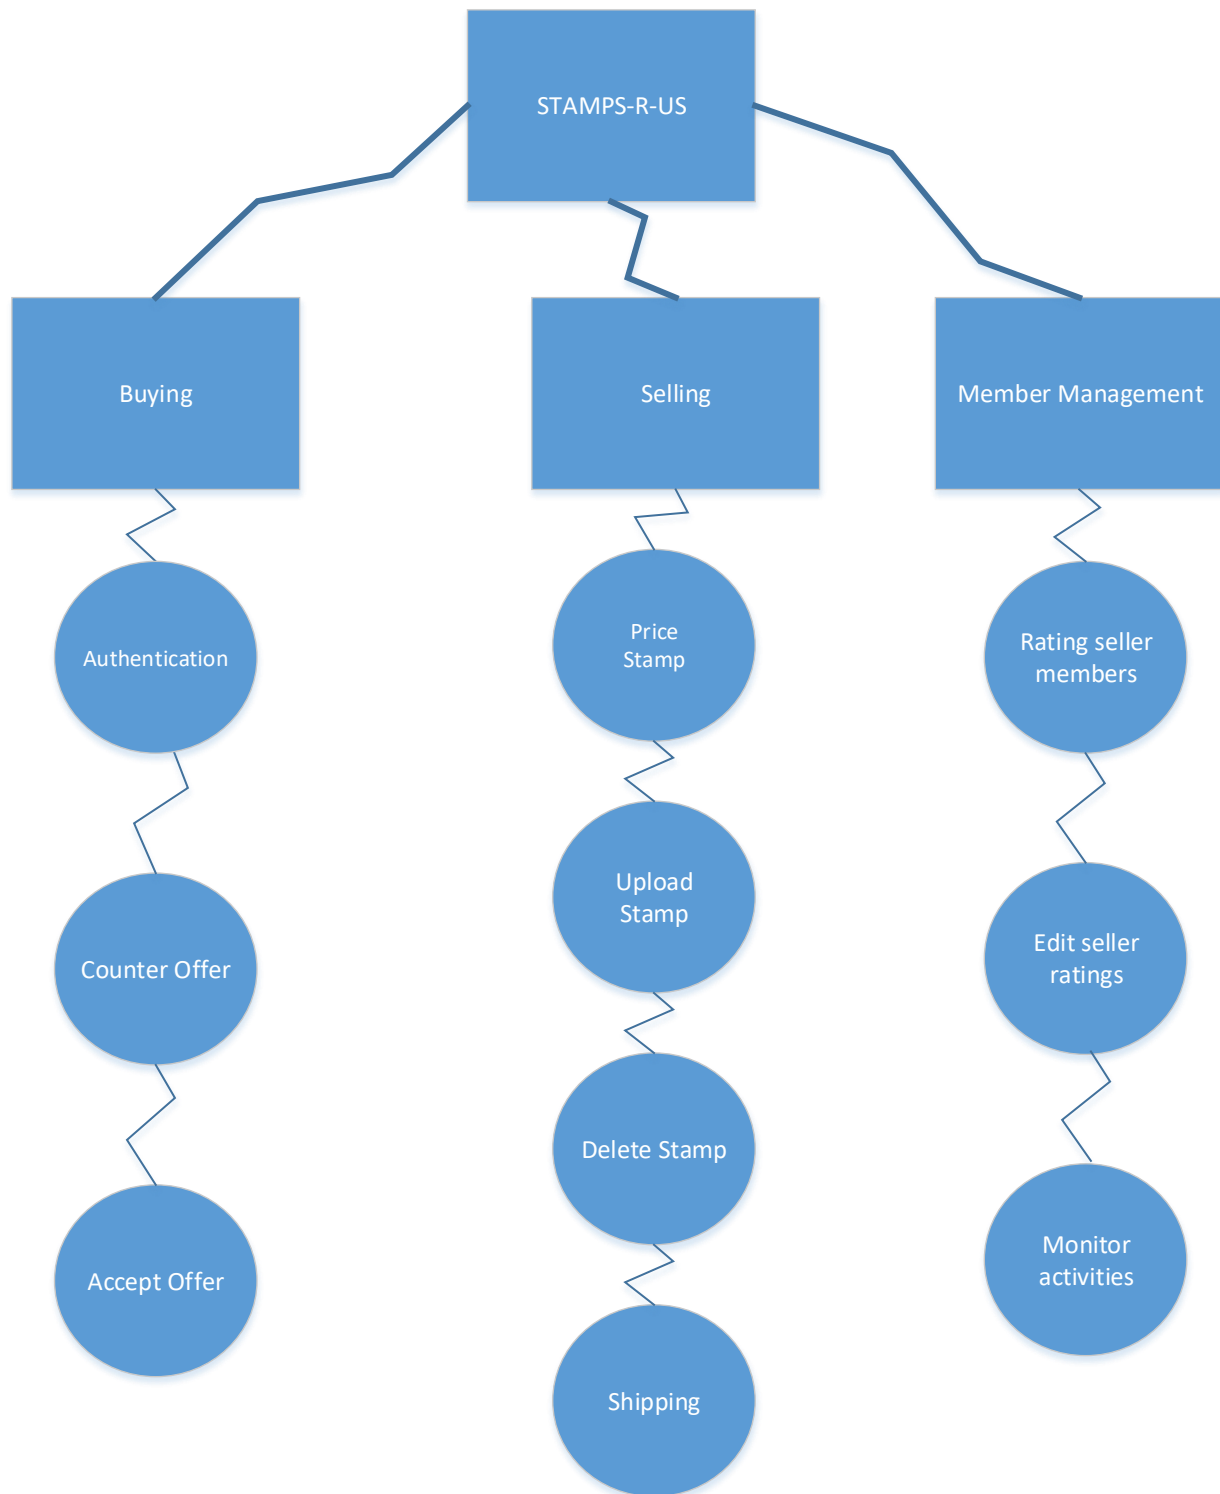 STAMPS-R-US
Buying
Selling
Member Management
Authentication
Price
Stamp
Rating seller
members
Upload
Stamp
Counter Offer
Edit seller
ratings
Delete Stamp
Accept Offer
Monitor
activities
Shipping